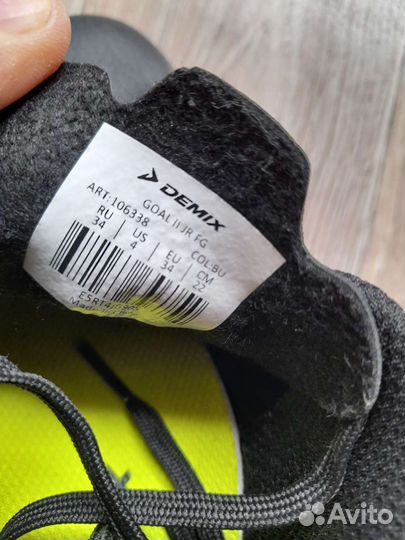 DEMIX
GOAL II JR FG
ART:106338 COL:BU
RU US EU CM
34 4 34 22
Avito